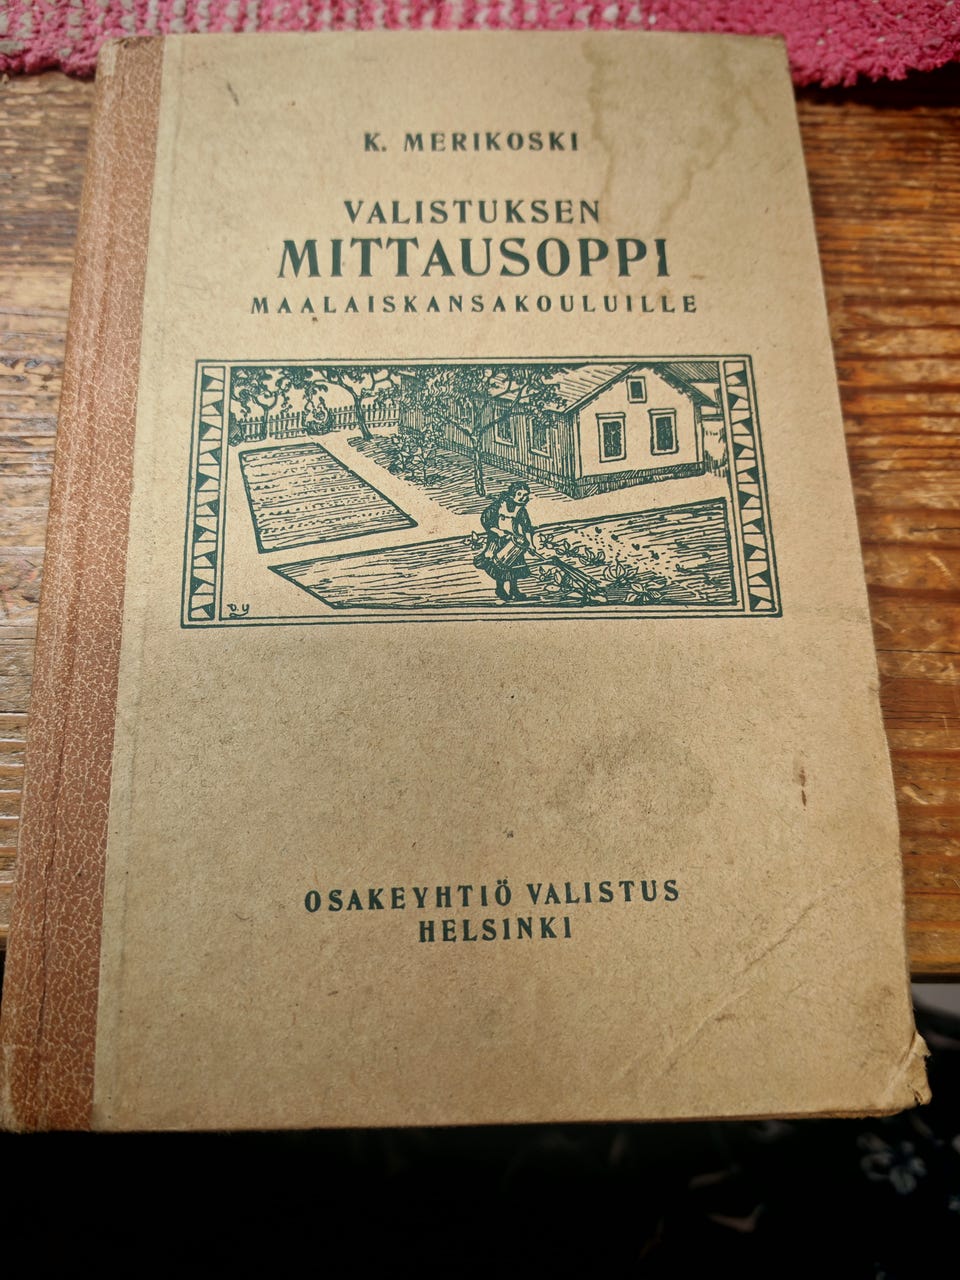 K. MERIKOSKI
VALISTUKSEN
MITTAUSOPPI
MAALAISKANSAKOULUILLE
OSAKEYHTIÖ VALISTUS
HELSINKI